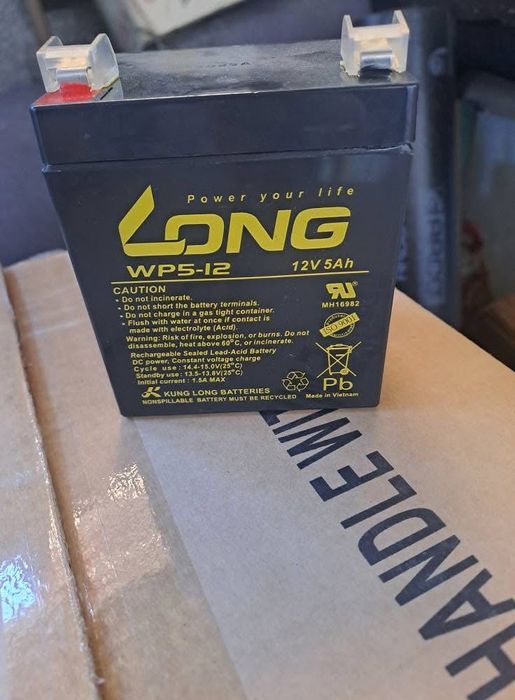 Power your life
LONG
WP5-12 12V 5Ah
CAUTION
• Do not incinerate.
• Do not short the battery terminals.
• Do not charge in a gas tight container.
• Flush with water at once if contact is
made with electrolyte (Acid).
Warning: Risk of fire, explosion, or burns. Do not
disassemble, heat above 60°C, or incinerate.
Rechargeable Sealed Lead-Acid Battery
DC power, Constant voltage charge
Cycle use : 14.4-15.0V(25°C)
Standby use : 13.5-13.8V(25°C)
Initial current : 1.5A MAX
KUNG LONG BATTERIES
NONSPILLABLE BATTERY MUST BE RECYCLED
MH16982
ISO-9001
Pb
Made in Vietnam
HANDLE WIT